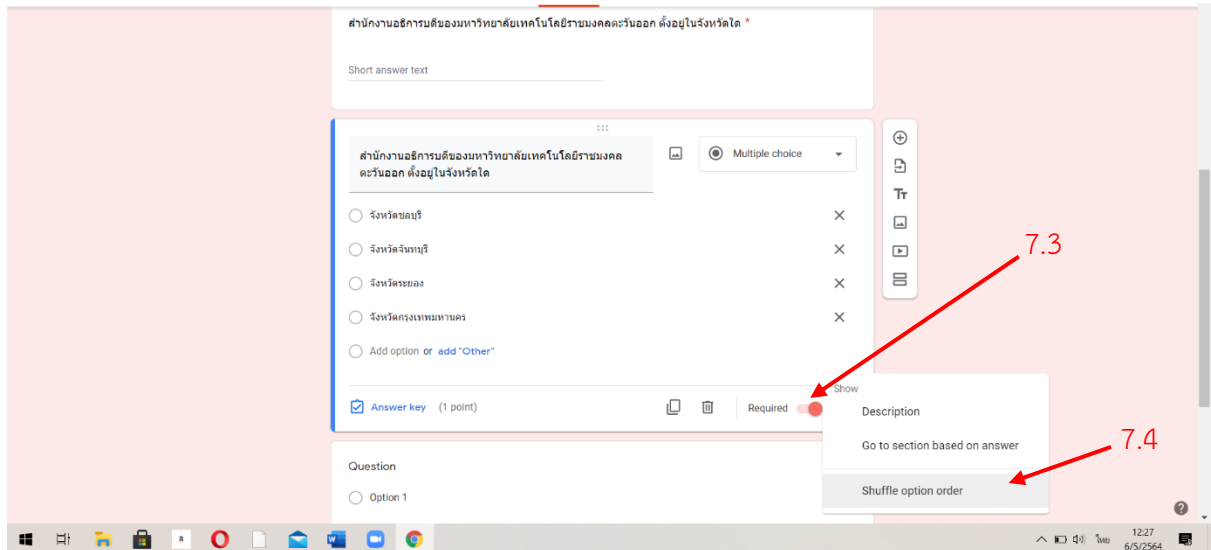 สำนักงานอธิการบดีของมหาวิทยาลัยเทคโนโลยีราชมงคลตะวันออก ตั้งอยู่ในจังหวัดใด *
Short answer text
สำนักงานอธิการบดีของมหาวิทยาลัยเทคโนโลยีราชมงคล
ตะวันออก ตั้งอยู่ในจังหวัดใด
Multiple choice
จังหวัดชลบุรี
จังหวัดจันทบุรี
จังหวัดระยอง
จังหวัดกรุงเทพมหานคร
Add option or add "Other"
Answer key (1 point)
Required
7.3
Show
Description
Go to section based on answer
Shuffle option order
7.4
Question
Option 1
ไทย
12:27
6/5/2564